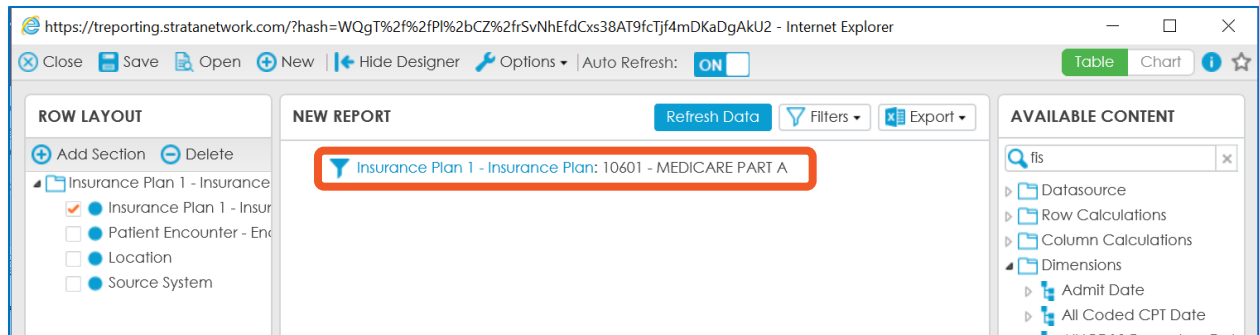 https://treporting.stratanetwork.com/?hash=WQgT%2f%2fPl%2bCZ%2frSvNhEfdCxs38AT9fcTjf4mDKaDgAkU2 - Internet Explorer
Close Save Open New | Hide Designer Options | Auto Refresh: ON Table Chart
ROW LAYOUT
Add Section Delete
Insurance Plan 1 - Insurance
Insurance Plan 1 - Insur
Patient Encounter - Enc
Location
Source System
NEW REPORT Refresh Data Filters Export
Insurance Plan 1 - Insurance Plan: 10601 - MEDICARE PART A
AVAILABLE CONTENT
fis
Datasource
Row Calculations
Column Calculations
Dimensions
Admit Date
All Coded CPT Date